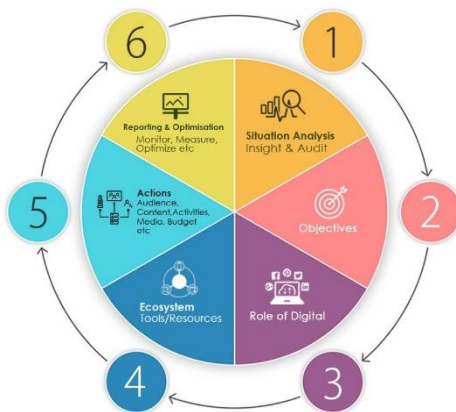 1
Situation Analysis
Insight & Audit
2
Objectives
3
Role of Digital
4
Ecosystem
Tools/Resources
5
Actions
Audience,
Content,Activities,
Media, Budget
etc
6
Reporting & Optimisation
Monitor, Measure,
Optimize etc